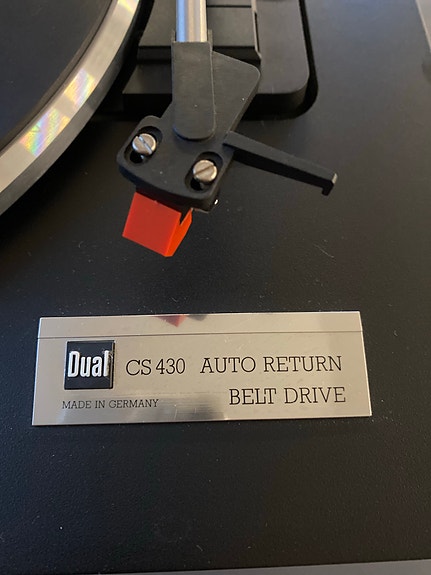 Dual CS 430 AUTO RETURN
MADE IN GERMANY BELT DRIVE